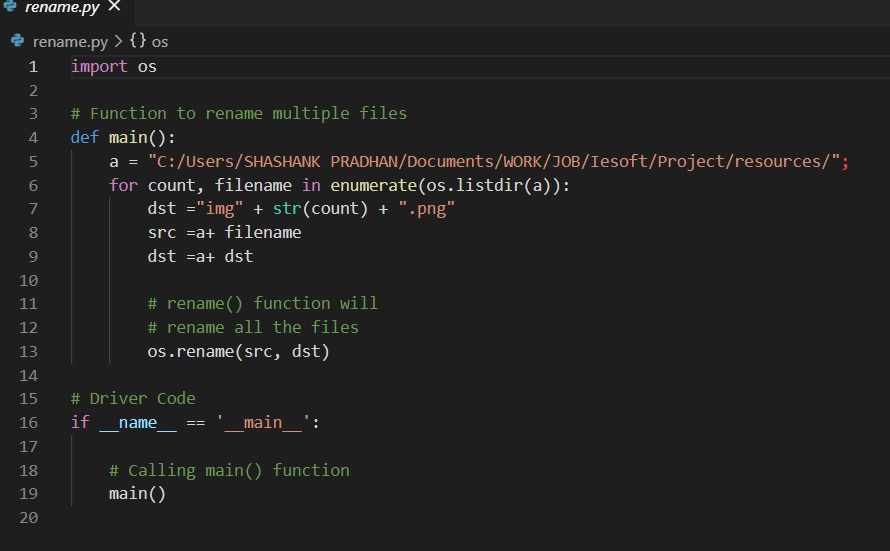 rename.py ×
rename.py > {} os
1 import os
2
3 # Function to rename multiple files
4 def main():
5     a = "C:/Users/SHASHANK PRADHAN/Documents/WORK/JOB/Iesoft/Project/resources/";
6     for count, filename in enumerate(os.listdir(a)):
7         dst ="img" + str(count) + ".png"
8         src =a+ filename
9         dst =a+ dst
10
11         # rename() function will
12         # rename all the files
13         os.rename(src, dst)
14
15 # Driver Code
16 if __name__ == '__main__':
17
18     # Calling main() function
19     main()
20